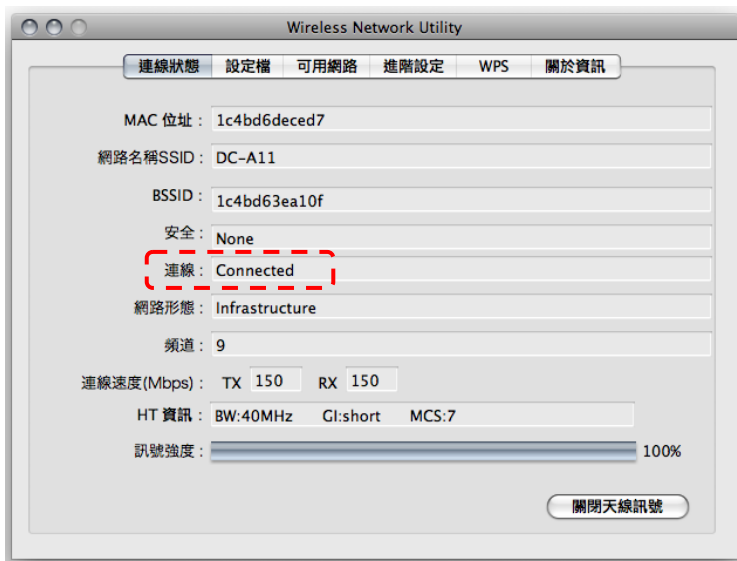 Wireless Network Utility
連線狀態 設定檔 可用網路 進階設定 WPS 關於資訊
MAC 位址 : 1c4bd6deced7
網路名稱SSID : DC-A11
BSSID : 1c4bd63ea10f
安全 : None
連線 : Connected
網路形態 : Infrastructure
頻道 : 9
連線速度(Mbps) : TX 150 RX 150
HT 資訊 : BW:40MHz GI:short MCS:7
訊號強度 : 100%
關閉天線訊號